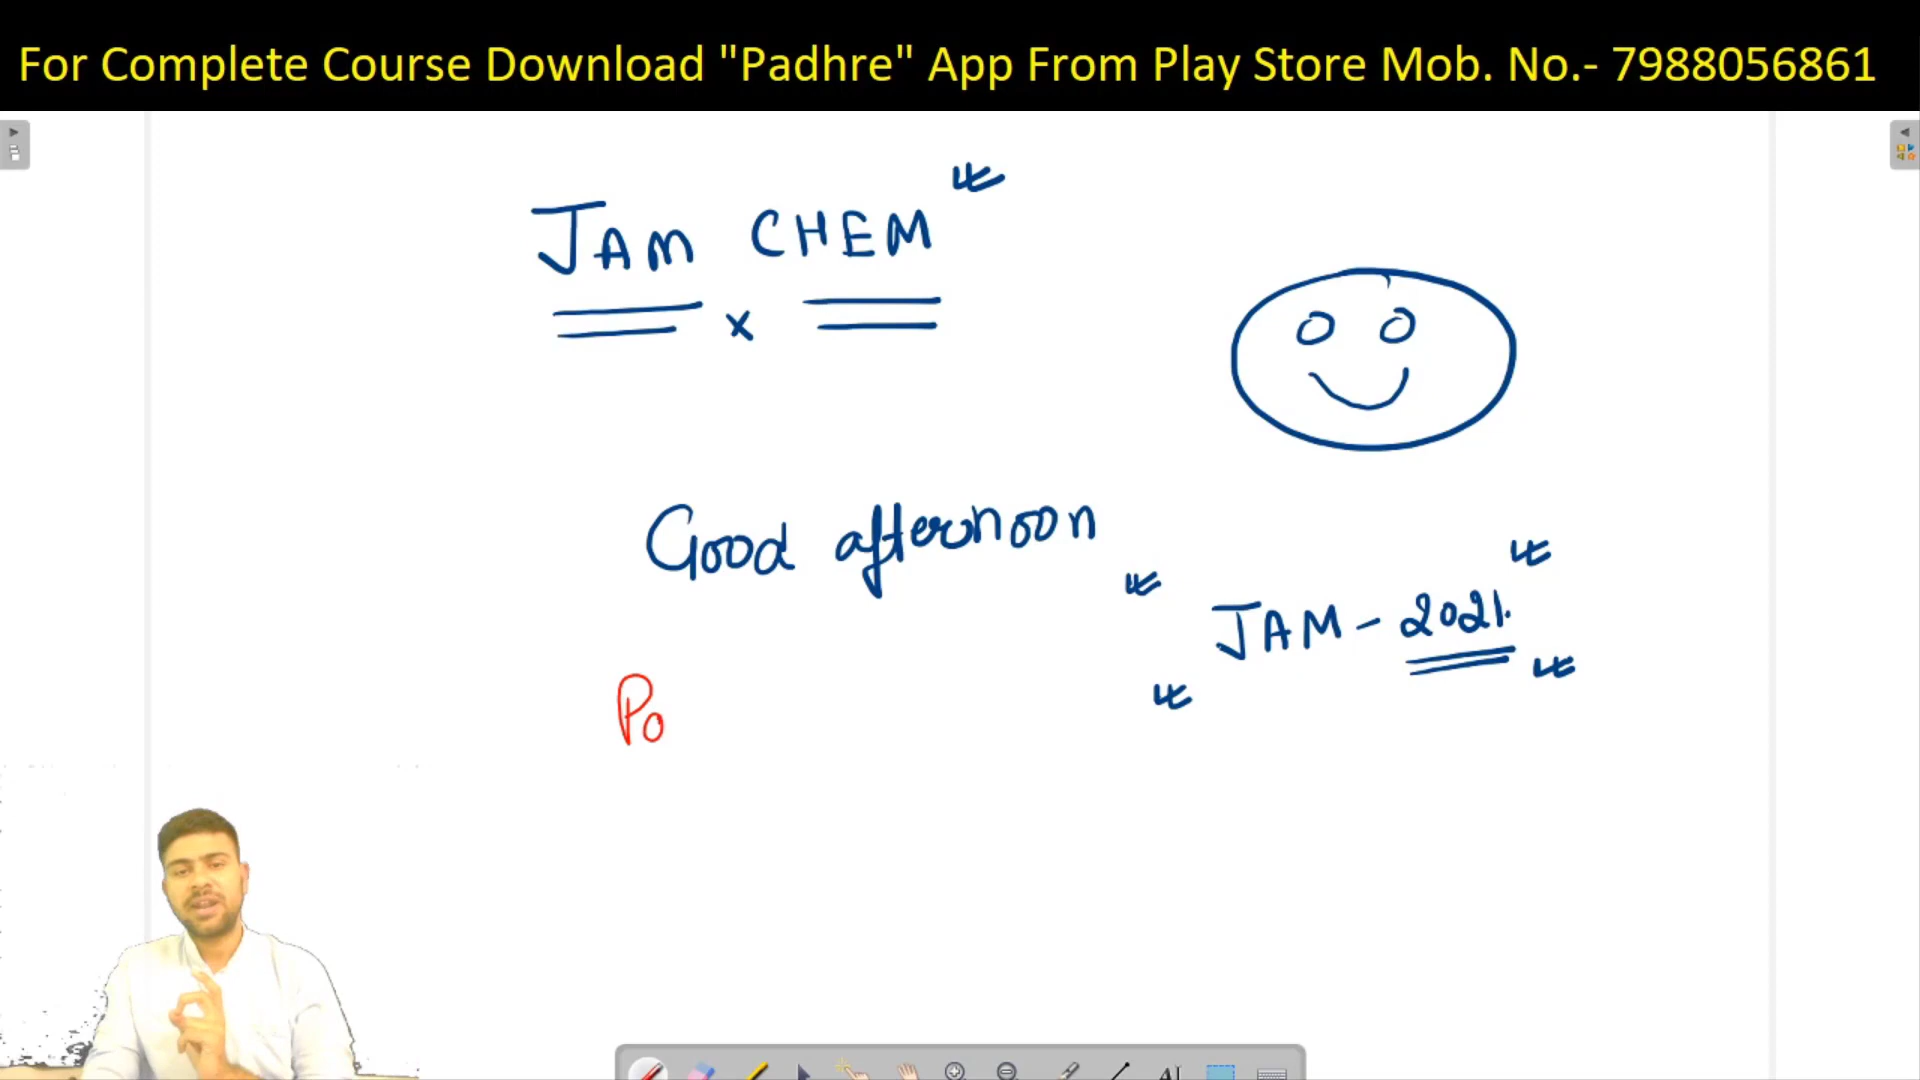 For Complete Course Download "Padhre" App From Play Store Mob. No.- 7988056861
JAM CHEM
x
Good afternoon
JAM - 2021.
Po